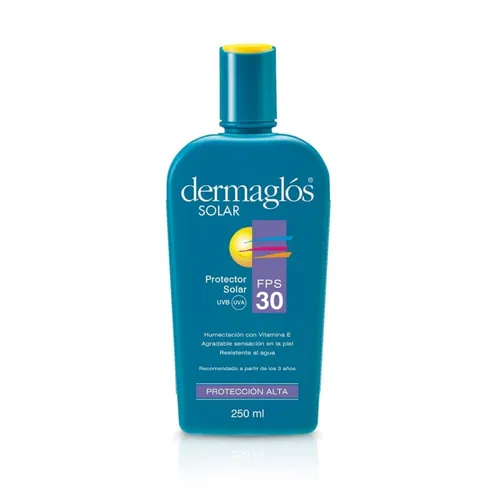 dermaglós®
SOLAR
Protector
Solar
UVB UVA
FPS
30
Humectación con Vitamina E
Agradable sensación en la piel
Resistente al agua
Recomendado a partir de los 3 años
PROTECCIÓN ALTA
250 ml